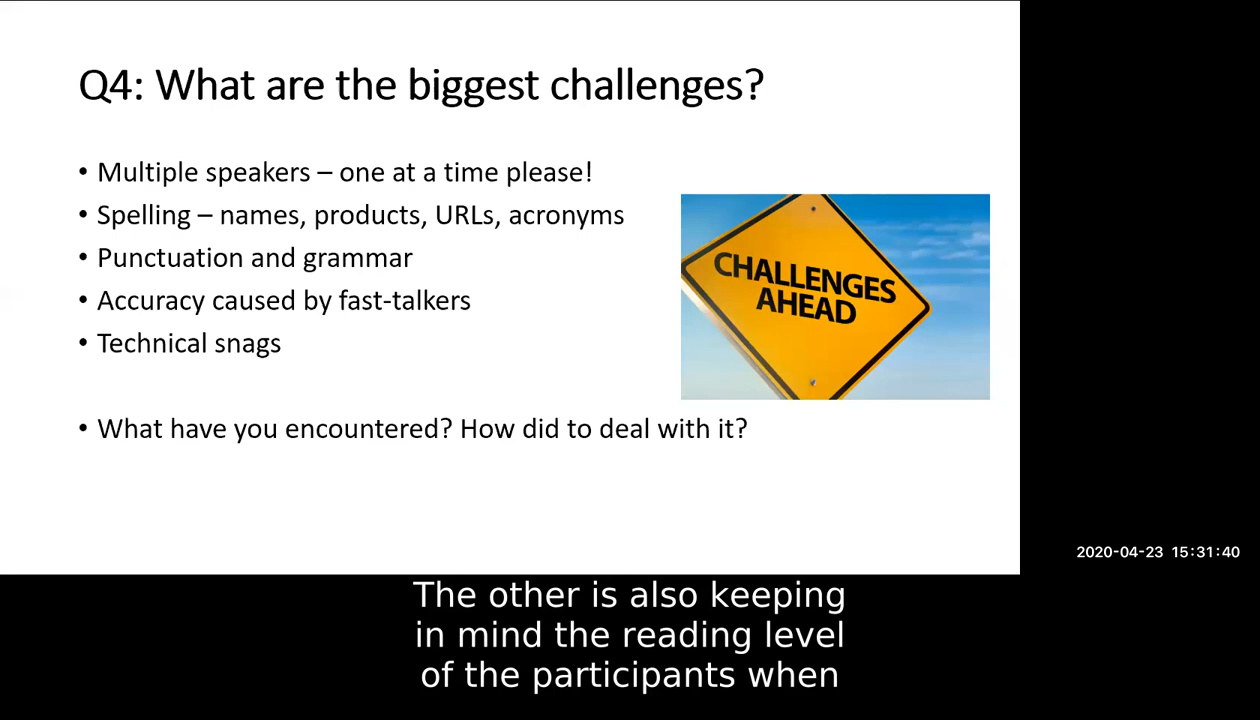 Q4: What are the biggest challenges?
• Multiple speakers – one at a time please!
• Spelling – names, products, URLs, acronyms
• Punctuation and grammar
• Accuracy caused by fast-talkers
• Technical snags
CHALLENGES
AHEAD
• What have you encountered? How did to deal with it?
2020-04-23 15:31:40
The other is also keeping
in mind the reading level
of the participants when